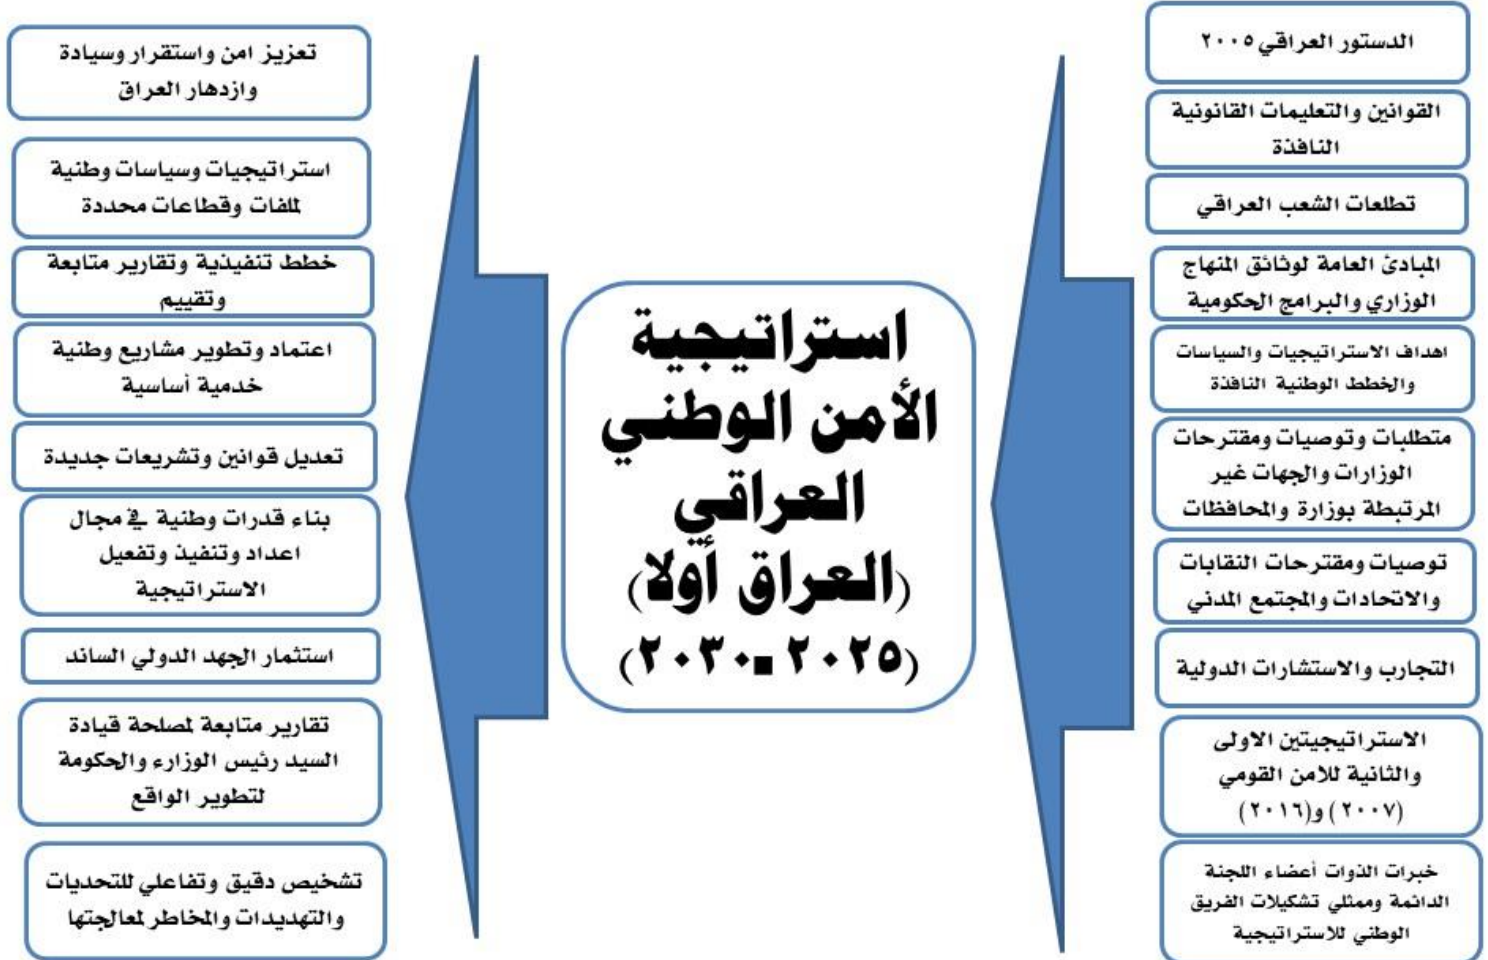 الدستور العراقي ٢٠٠٥
القوانين والتعليمات القانونية
النافذة
تطلعات الشعب العراقي
المبادئ العامة لوثائق المنهاج
الوزاري والبرامج الحكومية
اهداف الاستراتيجيات والسياسات
والخطط الوطنية النافذة
متطلبات وتوصيات ومقترحات
الوزارات والجهات غير
المرتبطة بوزارة والمحافظات
توصيات ومقترحات النقابات
والاتحادات والمجتمع المدني
التجارب والاستشارات الدولية
الاستراتيجيتين الاولى
والثانية للامن القومي
(٢٠٠٧) و(٢٠١٦)
خبرات الذوات أعضاء اللجنة
الدائمة وممثلي تشكيلات الفريق
الوطني للاستراتيجية
استراتيجية
الأمن الوطني
العراقي
(العراق أولا)
(٢٠٢٥-٢٠٣٠)
تعزيز امن واستقرار وسيادة
وازدهار العراق
استراتيجيات وسياسات وطنية
لملفات وقطاعات محددة
خطط تنفيذية وتقارير متابعة
وتقييم
اعتماد وتطوير مشاريع وطنية
خدمية أساسية
تعديل قوانين وتشريعات جديدة
بناء قدرات وطنية في مجال
اعداد وتنفيذ وتفعيل
الاستراتيجية
استثمار الجهد الدولي الساند
تقارير متابعة لمصلحة قيادة
السيد رئيس الوزارء والحكومة
لتطوير الواقع
تشخيص دقيق وتفاعلي للتحديات
والتهديدات والمخاطر لمعالجتها